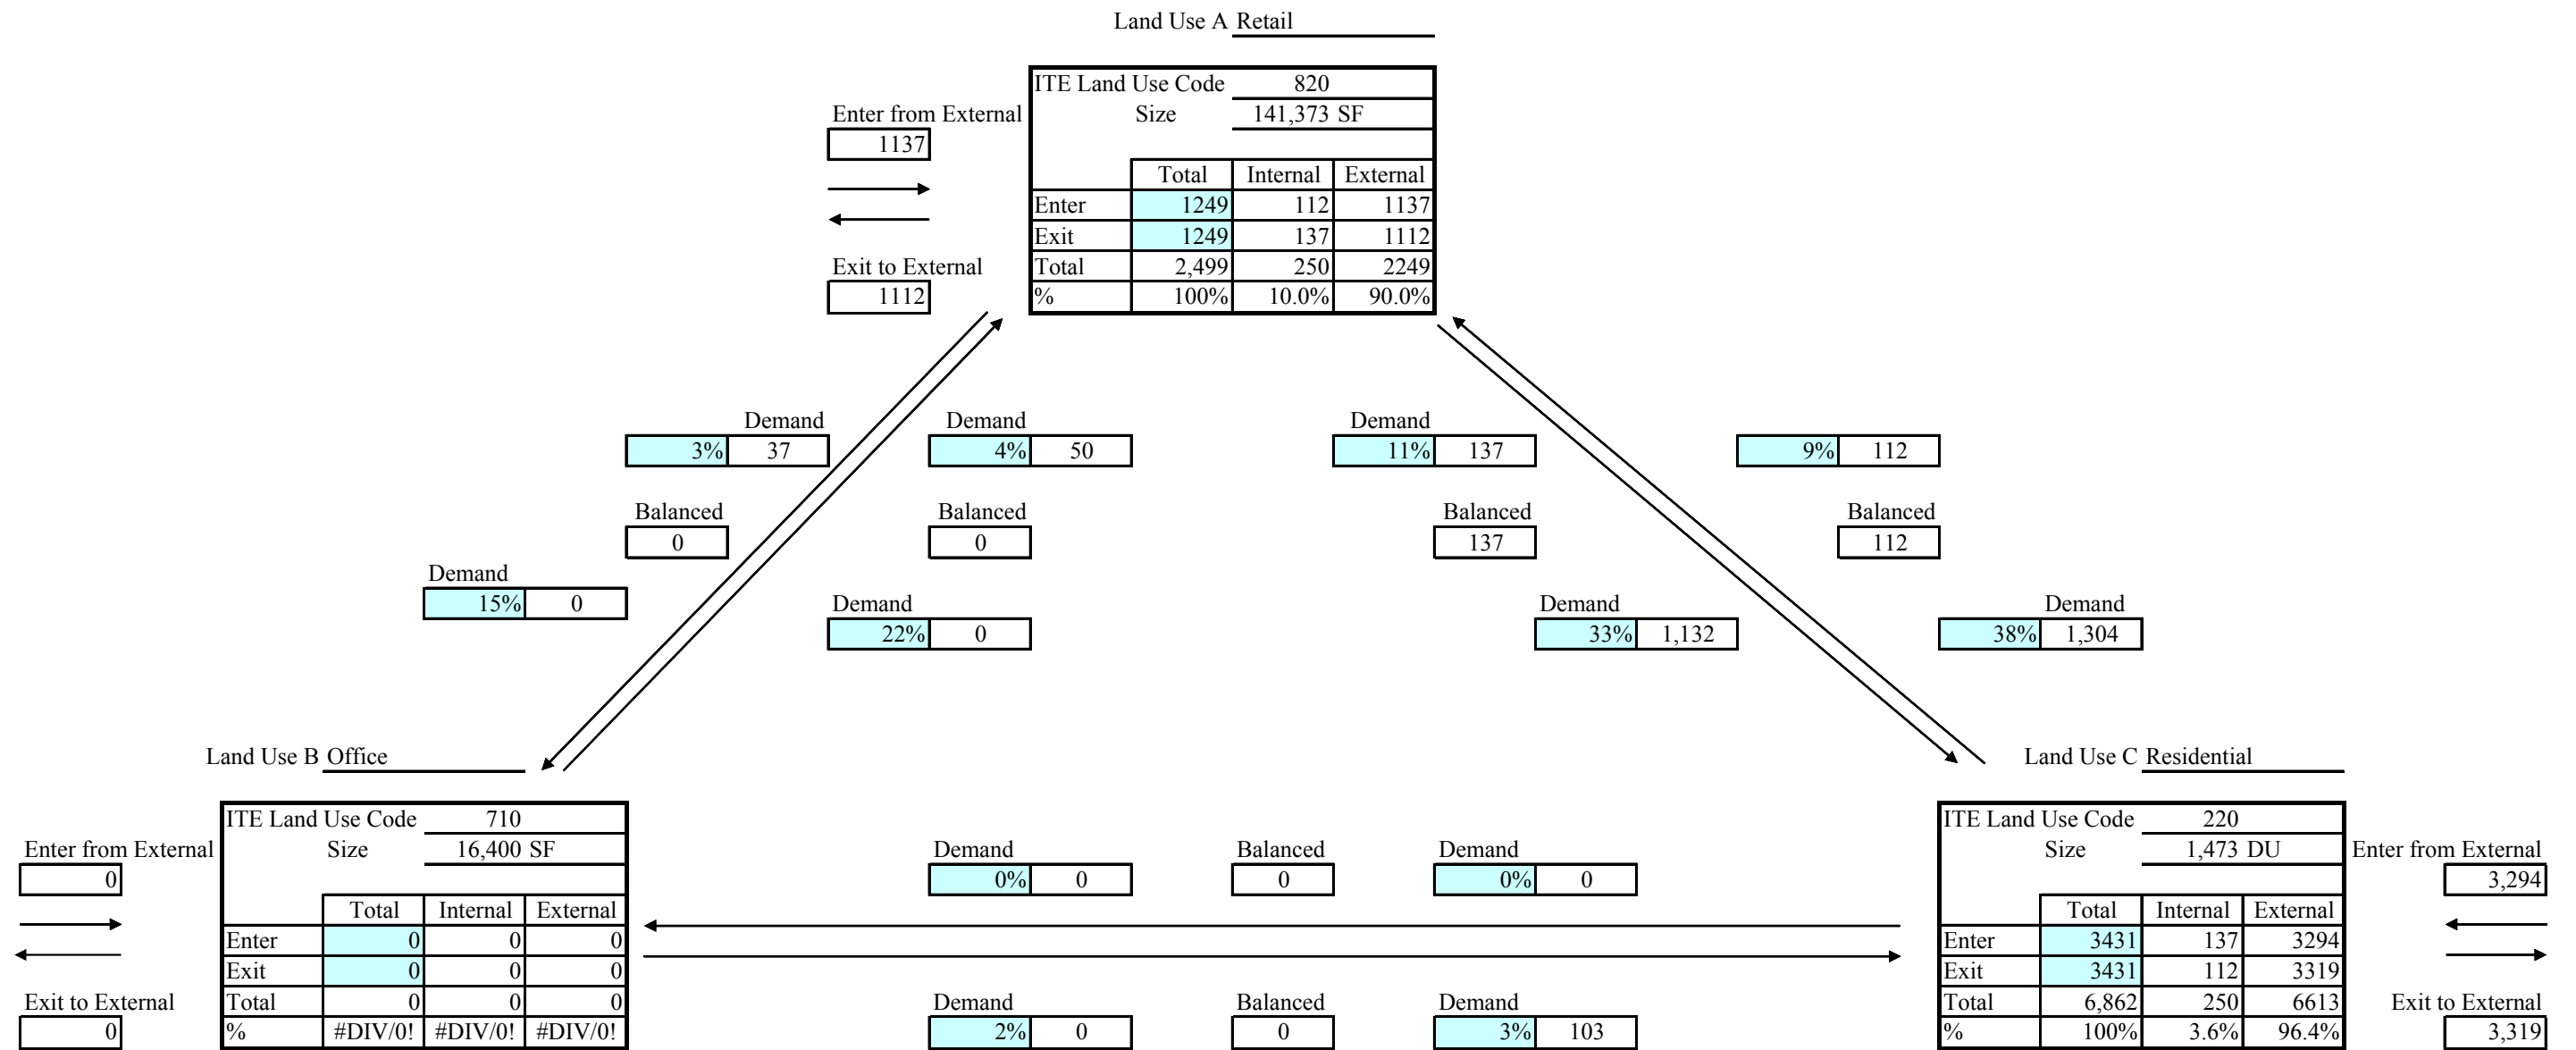 Land Use A Retail
ITE Land Use Code 820
Enter from External Size 141,373 SF
1137
Total Internal External
Enter 1249 112 1137
Exit 1249 137 1112
Exit to External Total 2,499 250 2249
1112 % 100% 10.0% 90.0%
Demand Demand Demand
3% 37 4% 50 11% 137 9% 112
Balanced Balanced Balanced Balanced
0 0 137 112
Demand
15% 0
Demand Demand Demand
22% 0 33% 1,132 38% 1,304
Land Use B Office Land Use C Residential
ITE Land Use Code 710 ITE Land Use Code 220
Enter from External Size 16,400 SF Demand Balanced Demand Size 1,473 DU Enter from External
0 0% 0 0 0% 0 3,294
Total Internal External Total Internal External
Enter 0 0 0 Enter 3431 137 3294
Exit 0 0 0 Exit 3431 112 3319
Exit to External Total 0 0 0 Demand Balanced Demand Total 6,862 250 6613 Exit to External
0 % #DIV/0! #DIV/0! #DIV/0! 2% 0 0 3% 103 % 100% 3.6% 96.4% 3,319